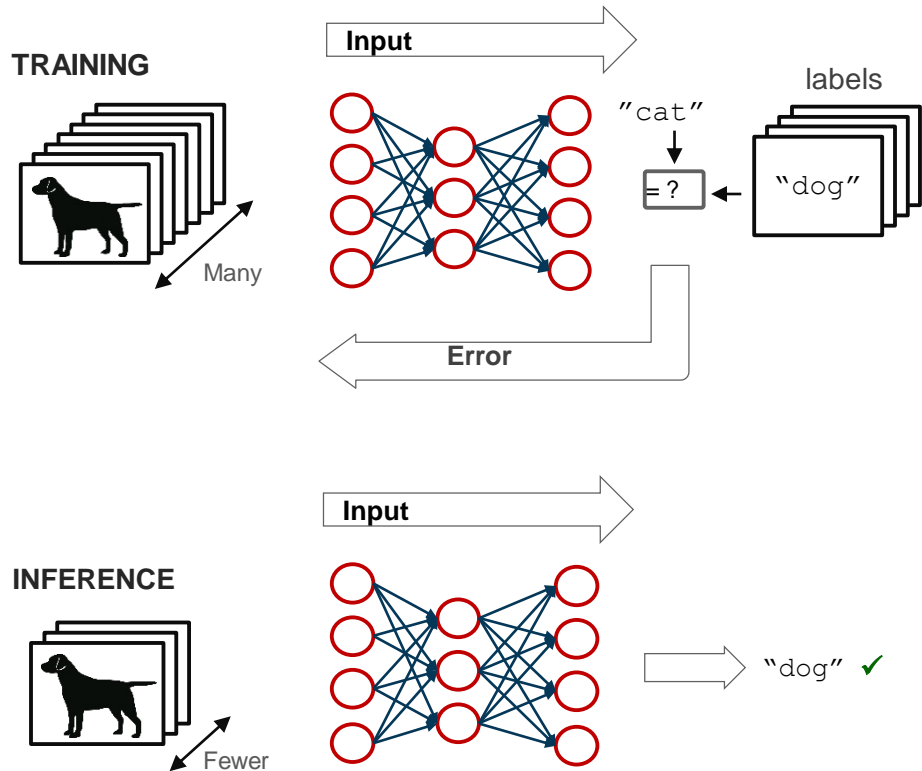 Input
TRAINING
labels
”cat”
= ?
“dog”
Many
Error
Input
INFERENCE
“dog” ✓
Fewer